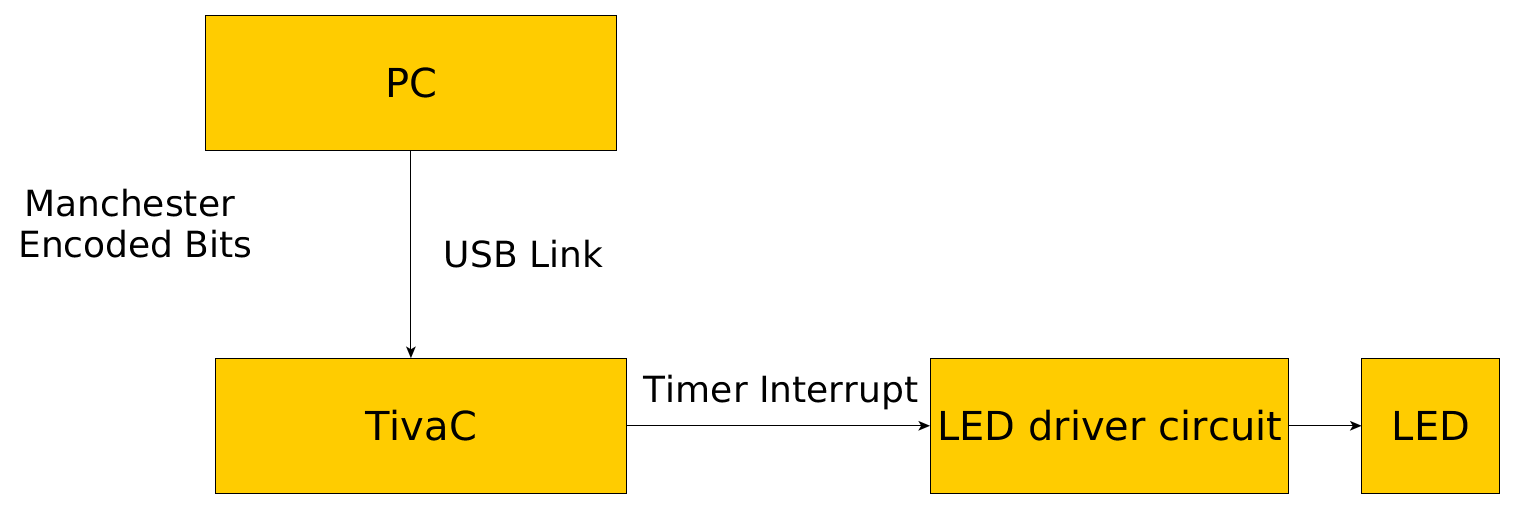 PC
Manchester
Encoded Bits
USB Link
TivaC
Timer Interrupt
LED driver circuit
LED